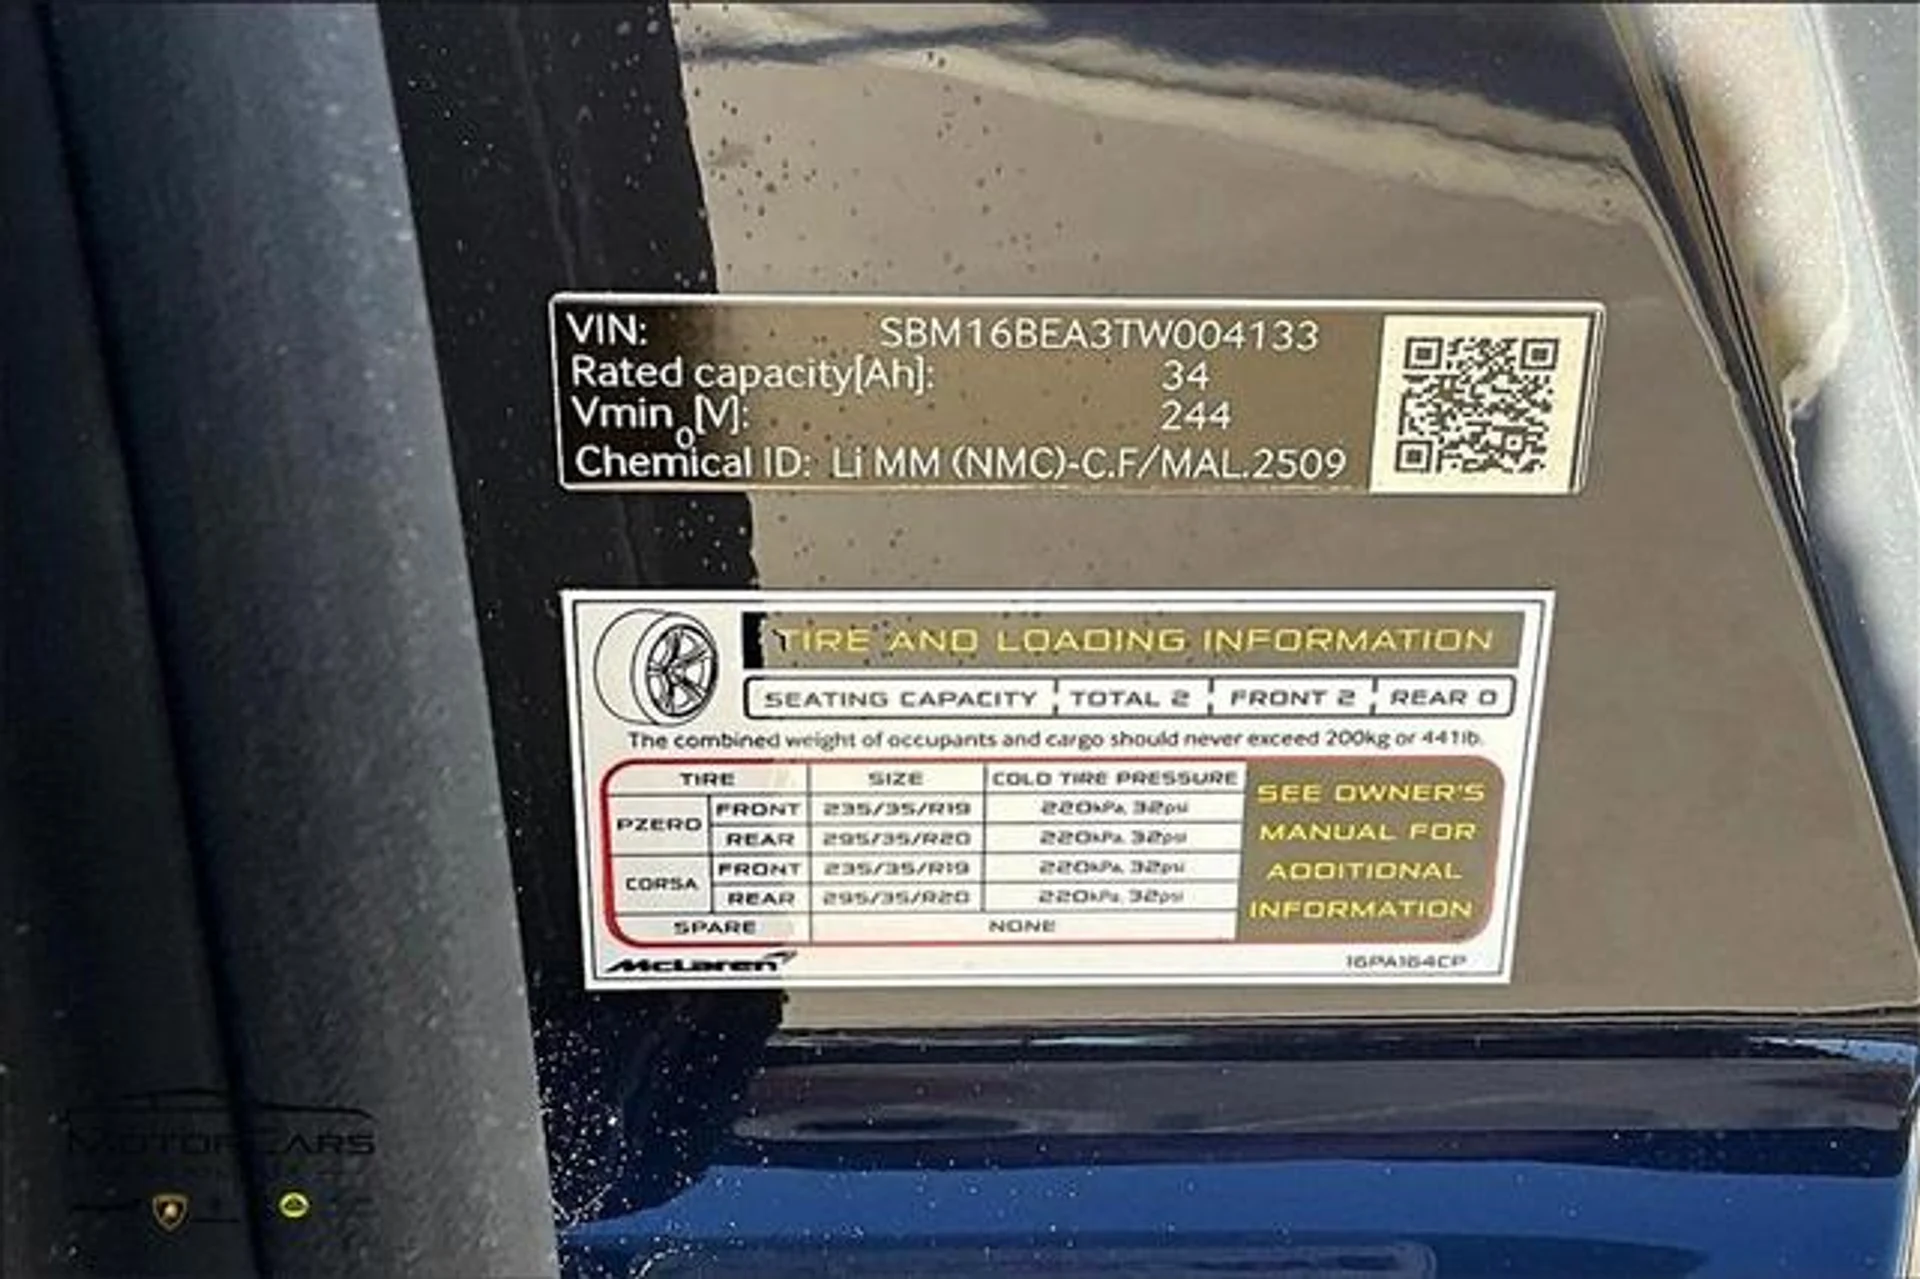 VIN: SBM16BEA3TW004133
Rated capacity[Ah]: 34
Vmin0[V]: 244
Chemical ID: Li MM (NMC)-C.F/MAL.2509
TIRE AND LOADING INFORMATION
SEATING CAPACITY TOTAL 2 FRONT 2 REAR 0
The combined weight of occupants and cargo should never exceed 200kg or 441lb.
TIRE SIZE COLD TIRE PRESSURE
PZERO FRONT 235/35/R19 220kPa, 32psi
REAR 295/35/R20 220kPa, 32psi
CORSA FRONT 235/35/R19 220kPa, 32psi
REAR 295/35/R20 220kPa, 32psi
SPARE NONE
SEE OWNER'S
MANUAL FOR
ADDITIONAL
INFORMATION
McLaren 16PA164CP
MOTORCARS